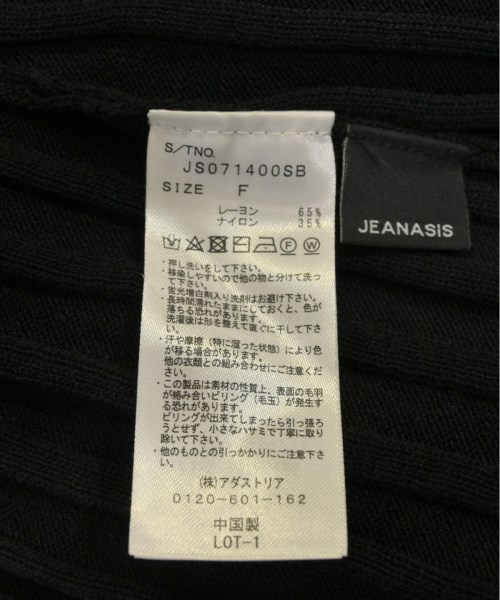 S/TNO.
JS071400SB
SIZE F
レーヨン 65%
ナイロン 35%
・押し洗いをして下さい。
・移染しやすいので他の物と分けて洗っ
て下さい。
・蛍光増白剤入り洗剤はお避け下さい。
・長時間濡れたままにしておくと、色が
落ちる恐れがあります。
洗濯後は形を整えて直ぐに干して下さ
い。
・汗や摩擦（特に湿った状態）により色
が移る場合があります。
他の衣類との組み合わせにご注意くだ
さい。
・この製品は素材の性質上、表面の毛羽
が絡み合いピリング（毛玉）が発生す
る恐れがあります。
ピリングが出来てしまったら引っ張ろ
うとせず、小さなハサミで丁寧に取り
除いて下さい。
・他のものとの引っかかりにご注意下さ
い。
(株)アダストリア
0120-601-162
中国製
LOT-1
JEANASIS